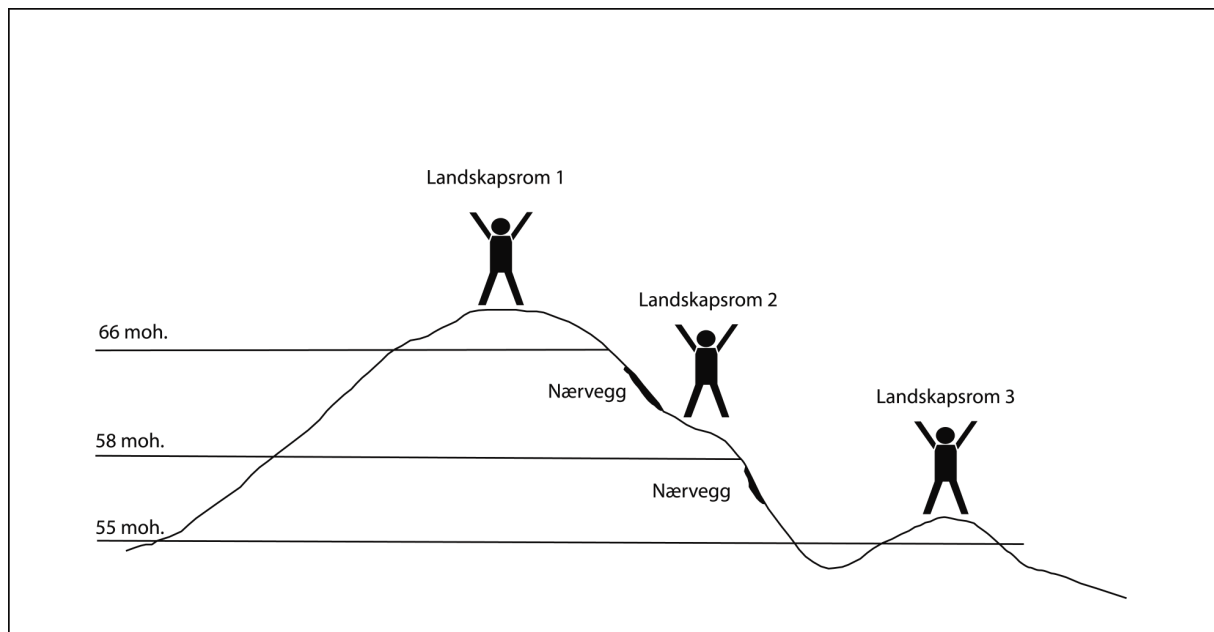 Landskapsrom 1
Landskapsrom 2
66 moh.
Nærvegg
Landskapsrom 3
58 moh.
Nærvegg
55 moh.